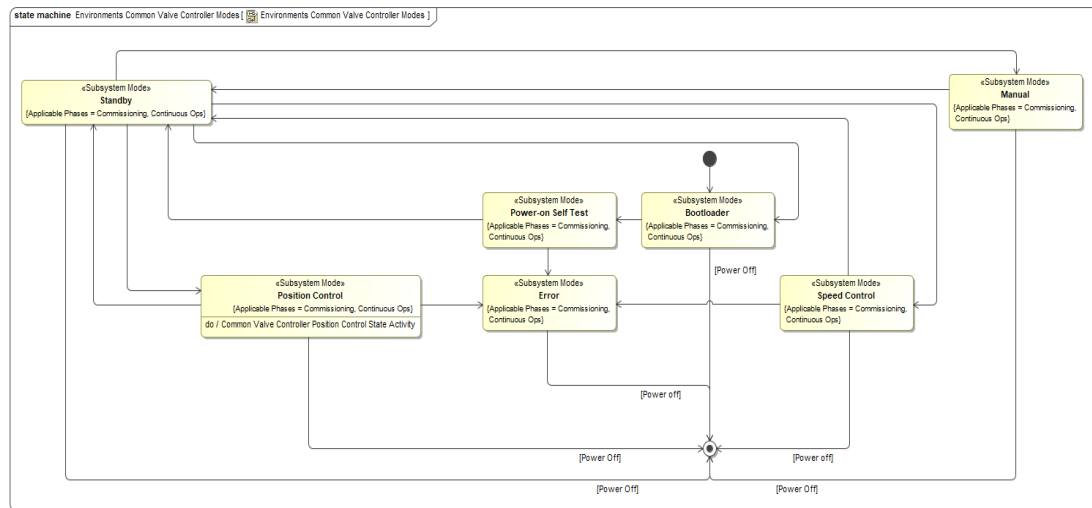 state machine Environments Common Valve Controller Modes [ Environments Common Valve Controller Modes ]
«Subsystem Mode»
Standby
{Applicable Phases = Commissioning, Continuous Ops}
«Subsystem Mode»
Manual
{Applicable Phases = Commissioning,
Continuous Ops}
«Subsystem Mode»
Power-on Self Test
{Applicable Phases = Commissioning,
Continuous Ops}
«Subsystem Mode»
Bootloader
{Applicable Phases = Commissioning,
Continuous Ops}
[Power Off]
«Subsystem Mode»
Position Control
{Applicable Phases = Commissioning, Continuous Ops}
do / Common Valve Controller Position Control State Activity
«Subsystem Mode»
Error
{Applicable Phases = Commissioning,
Continuous Ops}
«Subsystem Mode»
Speed Control
{Applicable Phases = Commissioning,
Continuous Ops}
[Power off]
[Power Off]
[Power off]
[Power Off]
[Power Off]